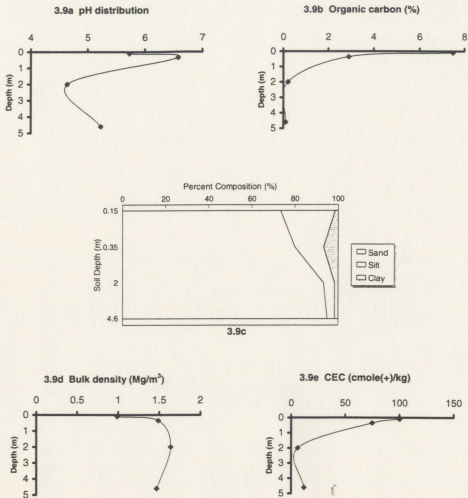 3.9a pH distribution
4 5 6 7
0
1
2
3
4
5
Depth (m)
3.9b Organic carbon (%)
0 2 4 6 8
0
1
2
3
4
5
Depth (m)
Percent Composition (%)
0 20 40 60 80 100
0.15
0.35
2
4.6
Soil Depth (m)
Sand
Silt
Clay
3.9c
3.9d Bulk density (Mg/m³)
0 0.5 1 1.5 2
0
1
2
3
4
5
Depth (m)
3.9e CEC (cmole(+)/kg)
0 50 100 150
0
1
2
3
4
5
Depth (m)